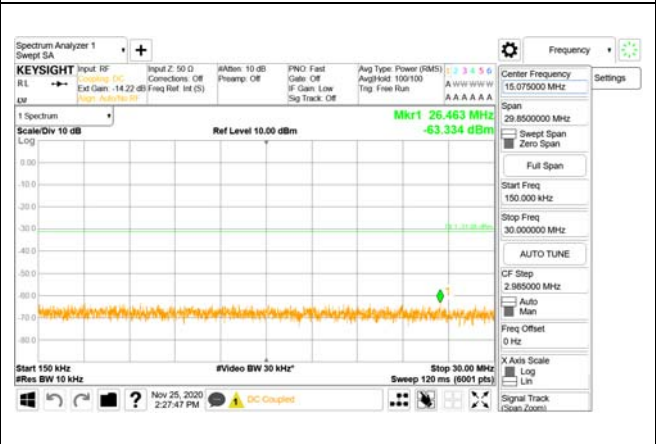 Spectrum Analyzer 1
Swept SA
Frequency
KEYSIGHT
RL
Input: RF
Coupling: DC
Ext Gain: -14.22 dB
Align: Auto/No RF
Input Z: 50 Ω
Corrections: Off
Freq Ref: Int (S)
#Atten: 10 dB
Preamp: Off
PNO: Fast
Gate: Off
IF Gain: Low
Sig Track: Off
Avg Type: Power (RMS)
Avg|Hold: 100/100
Trig: Free Run
1 2 3 4 5 6
A W W W W W
A A A A A A
Center Frequency
15.075000 MHz
Settings
Span
29.8500000 MHz
Swept Span
Zero Span
Full Span
Start Freq
150.000 kHz
Stop Freq
30.000000 MHz
AUTO TUNE
CF Step
2.985000 MHz
Auto
Man
Freq Offset
0 Hz
X Axis Scale
Log
Lin
Signal Track
(Span Zoom)
1 Spectrum
Scale/Div 10 dB
Log
Ref Level 10.00 dBm
Mkr1 26.463 MHz
-63.334 dBm
0.00
-10.0
-20.0
-30.0
-40.0
-50.0
-60.0
-70.0
-80.0
1
Start 150 kHz
#Res BW 10 kHz
#Video BW 30 kHz*
Stop 30.00 MHz
Sweep 120 ms (6001 pts)
Nov 25, 2020
2:27:47 PM
1
DC Coupled